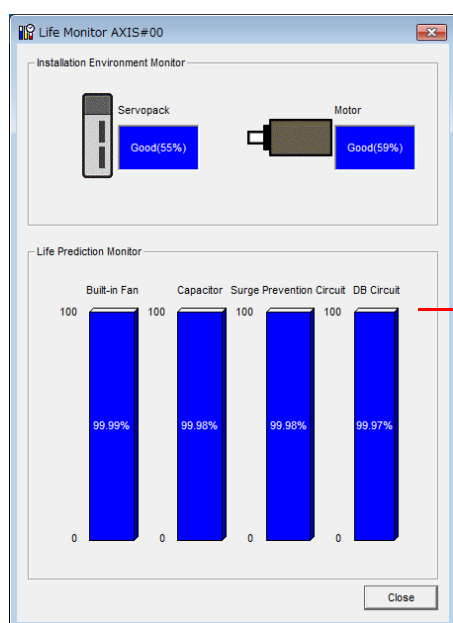 Life Monitor AXIS#00
Installation Environment Monitor
Servopack
Good(55%)
Motor
Good(59%)
Life Prediction Monitor
Built-in Fan Capacitor Surge Prevention Circuit DB Circuit
100 100 100 100
99.99% 99.98% 99.98% 99.97%
0 0 0 0
Close